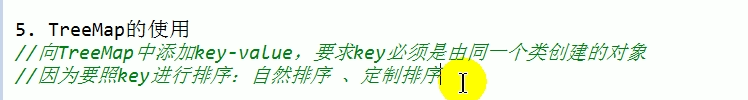 5. TreeMap的使用
//向TreeMap中添加key-value，要求key必须是由同一个类创建的对象
//因为要照key进行排序：自然排序 、定制排序